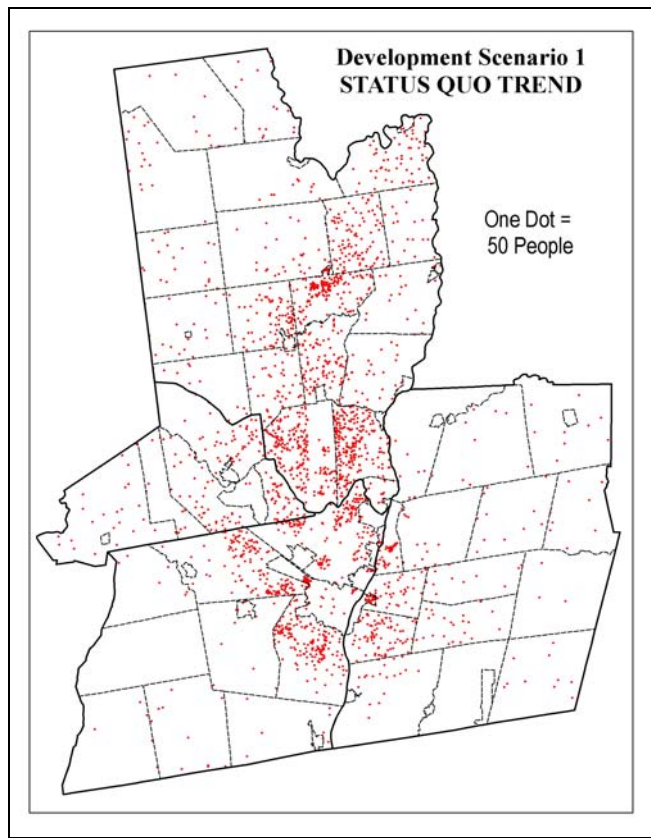 Development Scenario 1
STATUS QUO TREND
One Dot =
50 People